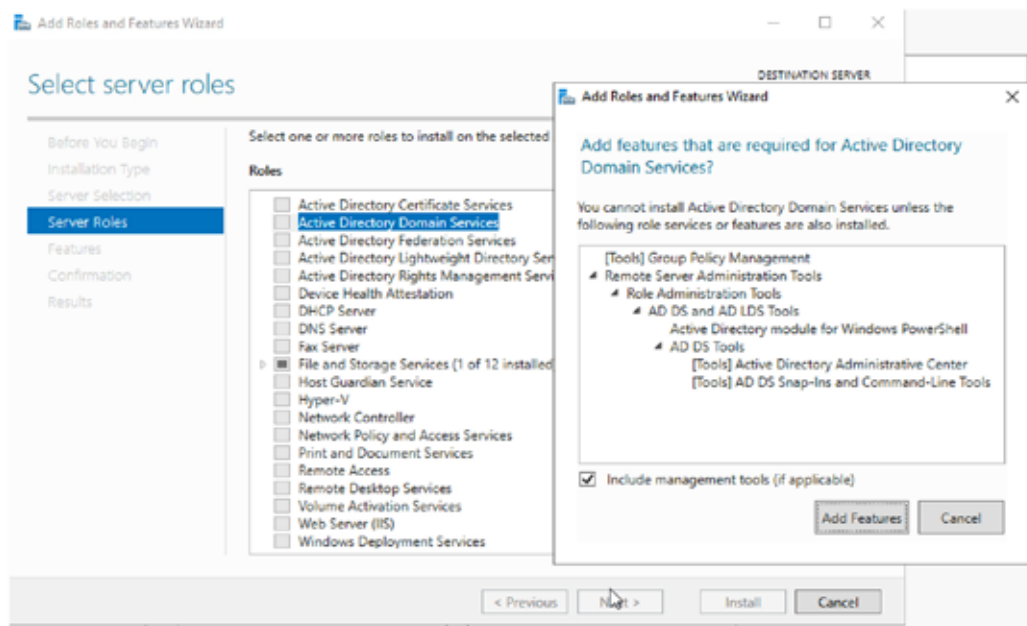 Add Roles and Features Wizard
Select server roles
DESTINATION SERVER
Before You Begin
Installation Type
Server Selection
Server Roles
Features
Confirmation
Results
Select one or more roles to install on the selected
Roles
Active Directory Certificate Services
Active Directory Domain Services
Active Directory Federation Services
Active Directory Lightweight Directory Ser
Active Directory Rights Management Servi
Device Health Attestation
DHCP Server
DNS Server
Fax Server
File and Storage Services (1 of 12 installed
Host Guardian Service
Hyper-V
Network Controller
Network Policy and Access Services
Print and Document Services
Remote Access
Remote Desktop Services
Volume Activation Services
Web Server (IIS)
Windows Deployment Services
< Previous
Next >
Install
Cancel
Add Roles and Features Wizard
Add features that are required for Active Directory
Domain Services?
You cannot install Active Directory Domain Services unless the
following role services or features are also installed.
[Tools] Group Policy Management
Remote Server Administration Tools
Role Administration Tools
AD DS and AD LDS Tools
Active Directory module for Windows PowerShell
AD DS Tools
[Tools] Active Directory Administrative Center
[Tools] AD DS Snap-Ins and Command-Line Tools
Include management tools (if applicable)
Add Features
Cancel